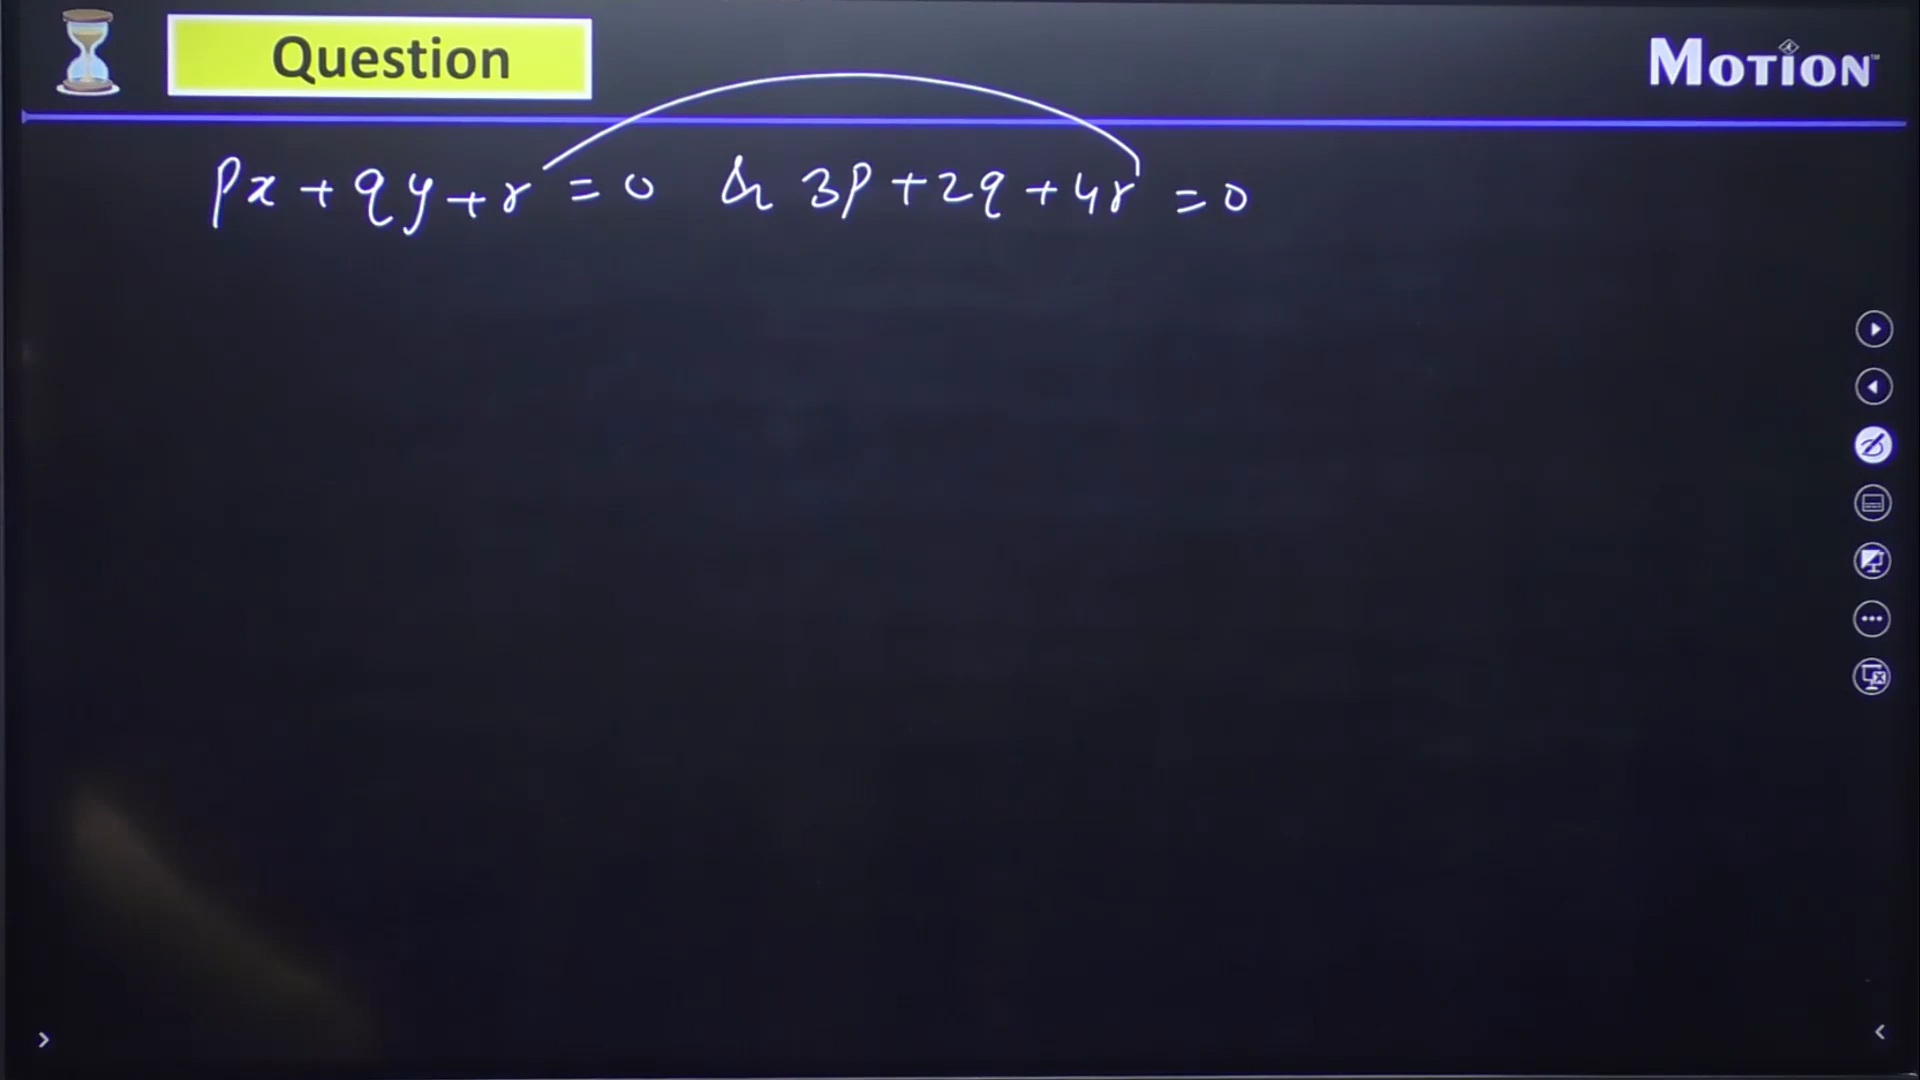 Question
MOTION
px + qy + r = 0 & 3p + 2q + 4r = 0